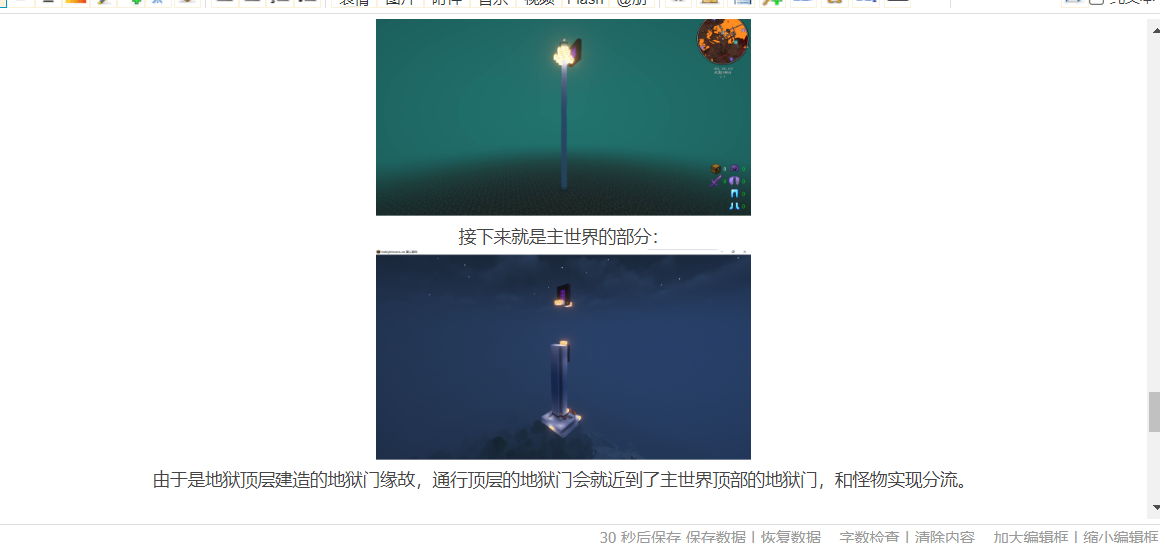 表情 图片 附件 音乐 视频 Flash @朋
纯文本
接下来就是主世界的部分：
由于是地狱顶层建造的地狱门缘故，通行顶层的地狱门会就近到了主世界顶部的地狱门，和怪物实现分流。
30 秒后保存 保存数据 | 恢复数据 字数检查 | 清除内容 加大编辑框 | 缩小编辑框